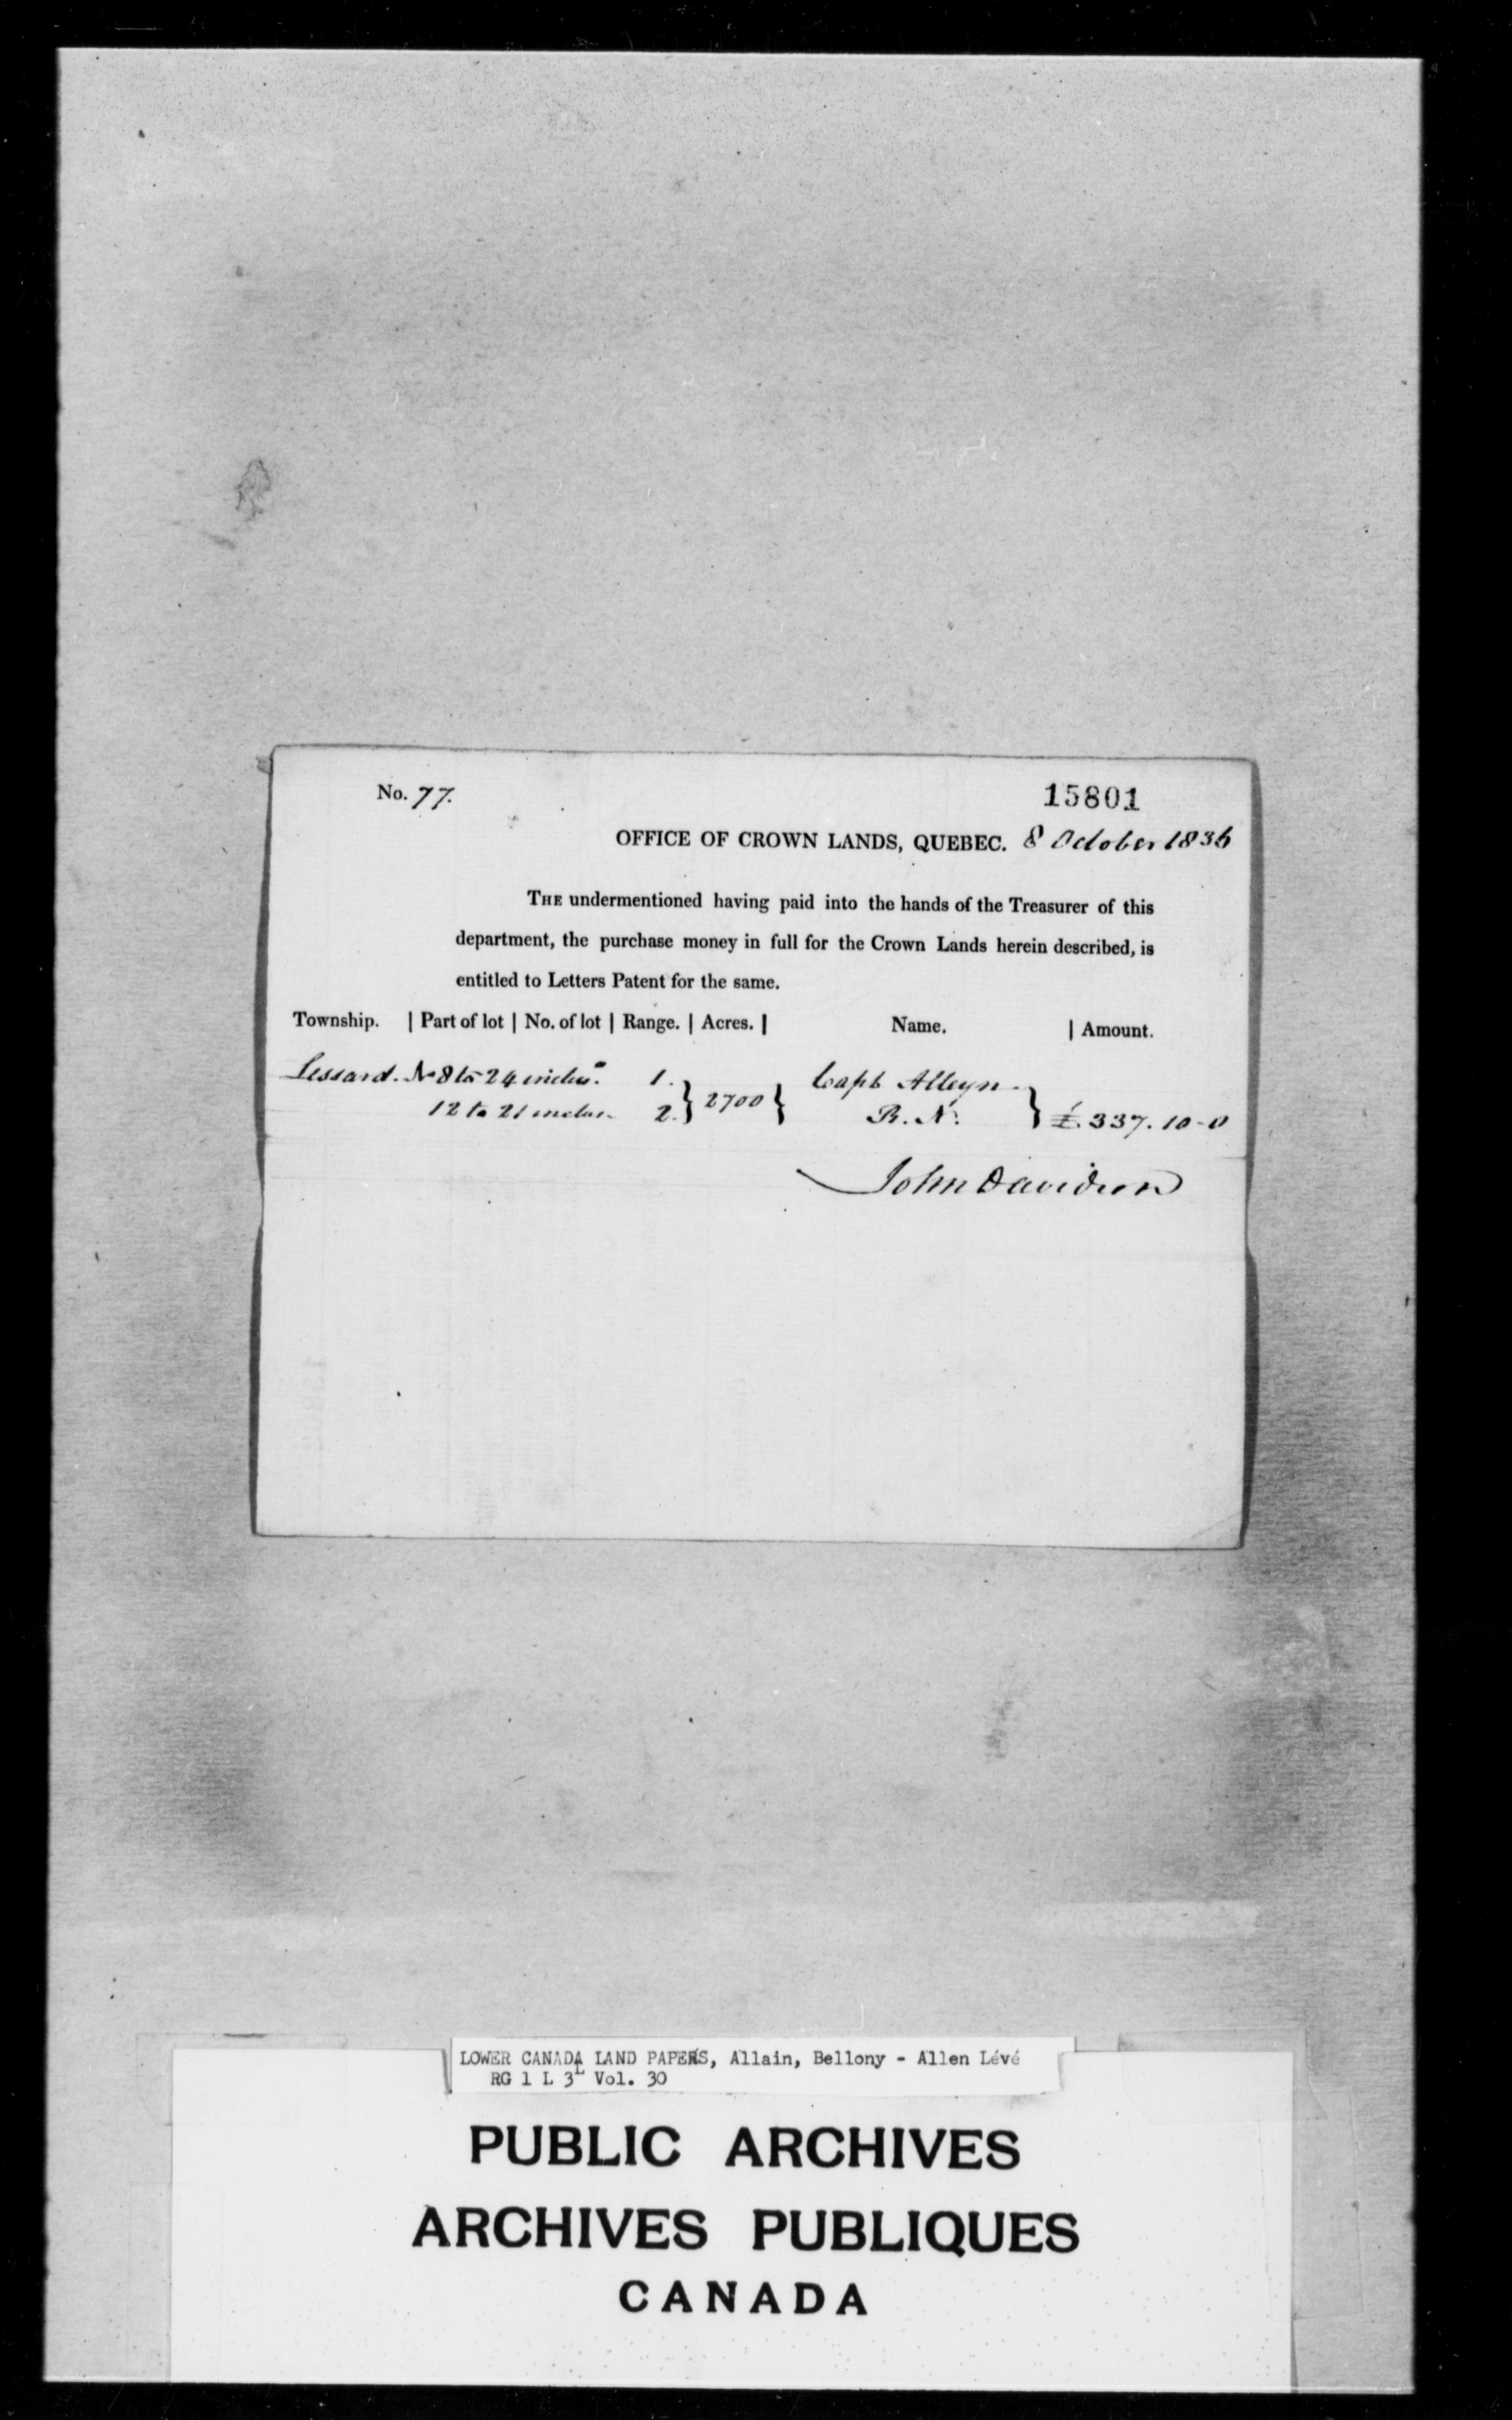 No. 77.
15801
OFFICE OF CROWN LANDS, QUEBEC. 8 October 1836
THE undermentioned having paid into the hands of the Treasurer of this
department, the purchase money in full for the Crown Lands herein described, is
entitled to Letters Patent for the same.
Township. | Part of lot | No. of lot | Range. | Acres. | Name. | Amount.
Lessard. No 8 to 24 inclus. 1. } 2700 } Capt Alleyn }
12 to 21 inclus. 2. R. N. £. 337. 10-0
John Davidson
LOWER CANADA LAND PAPERS, Allain, Bellony - Allen Lévé
RG 1 L 3L Vol. 30
PUBLIC ARCHIVES
ARCHIVES PUBLIQUES
CANADA